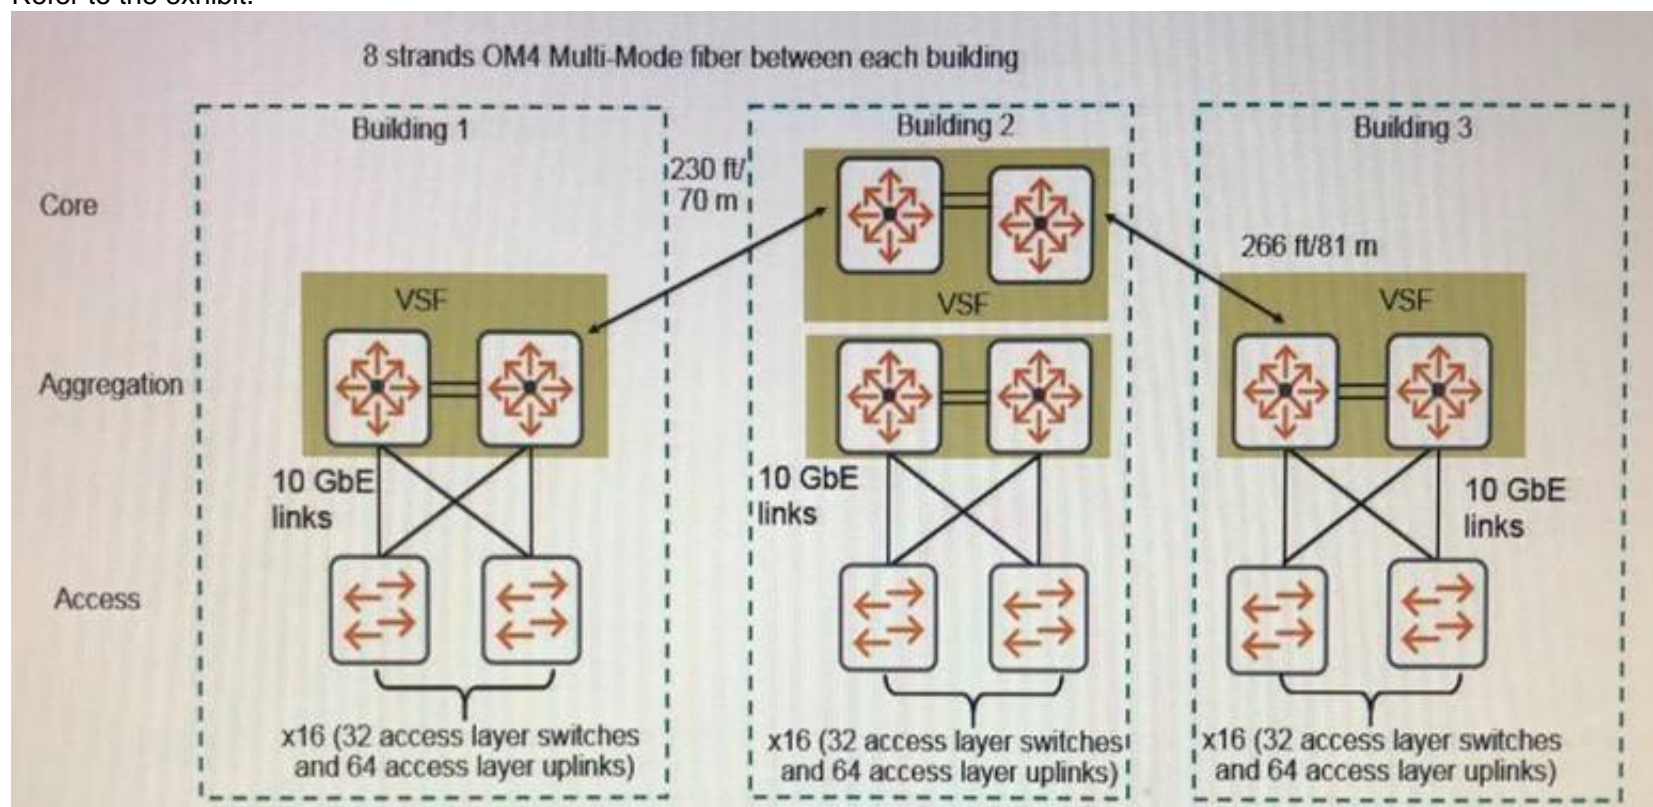 Refer to the exhibit.
8 strands OM4 Multi-Mode fiber between each building
Building 1
Building 2
Building 3
230 ft/
70 m
Core
266 ft/81 m
VSF
VSF
VSF
Aggregation
10 GbE
links
10 GbE
links
10 GbE
links
Access
x16 (32 access layer switches
and 64 access layer uplinks)
x16 (32 access layer switches
and 64 access layer uplinks)
x16 (32 access layer switches
and 64 access layer uplinks)